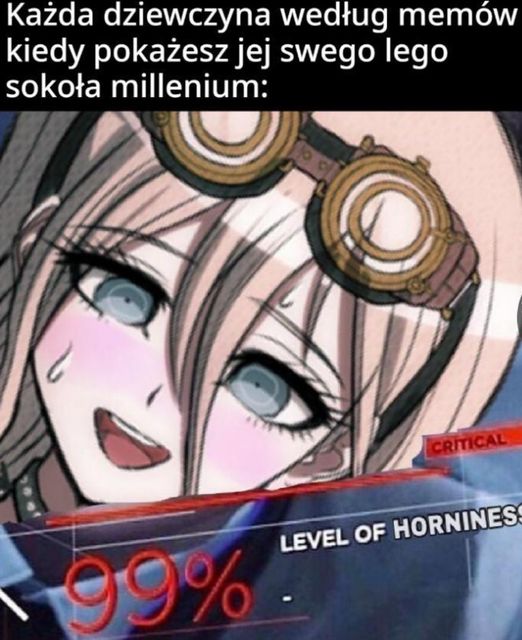 Każda dziewczyna według memów
kiedy pokażesz jej swego lego
sokoła millenium:
CRITICAL
LEVEL OF HORNINESS
99%